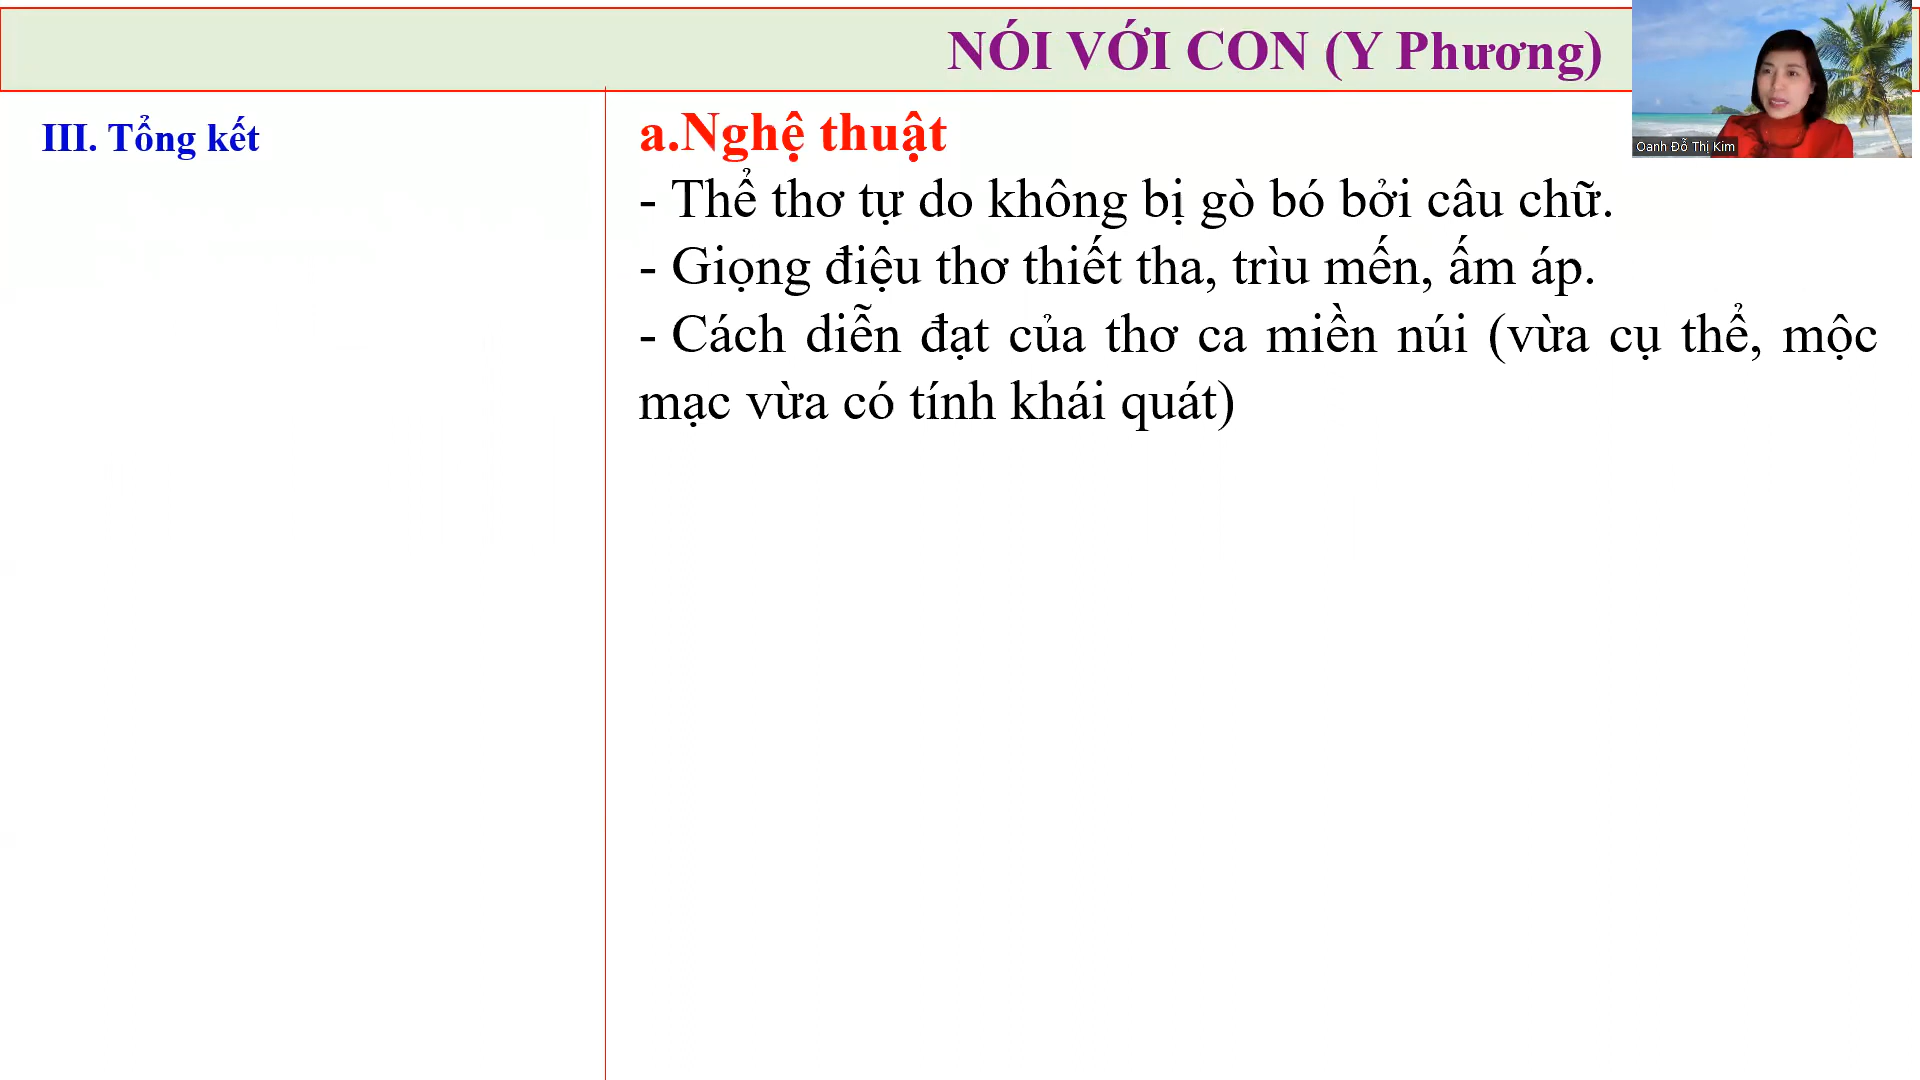 NÓI VỚI CON (Y Phương)
Oanh Đỗ Thị Kim
III. Tổng kết
a.Nghệ thuật
- Thể thơ tự do không bị gò bó bởi câu chữ.
- Giọng điệu thơ thiết tha, trìu mến, ấm áp.
- Cách diễn đạt của thơ ca miền núi (vừa cụ thể, mộc
mạc vừa có tính khái quát)